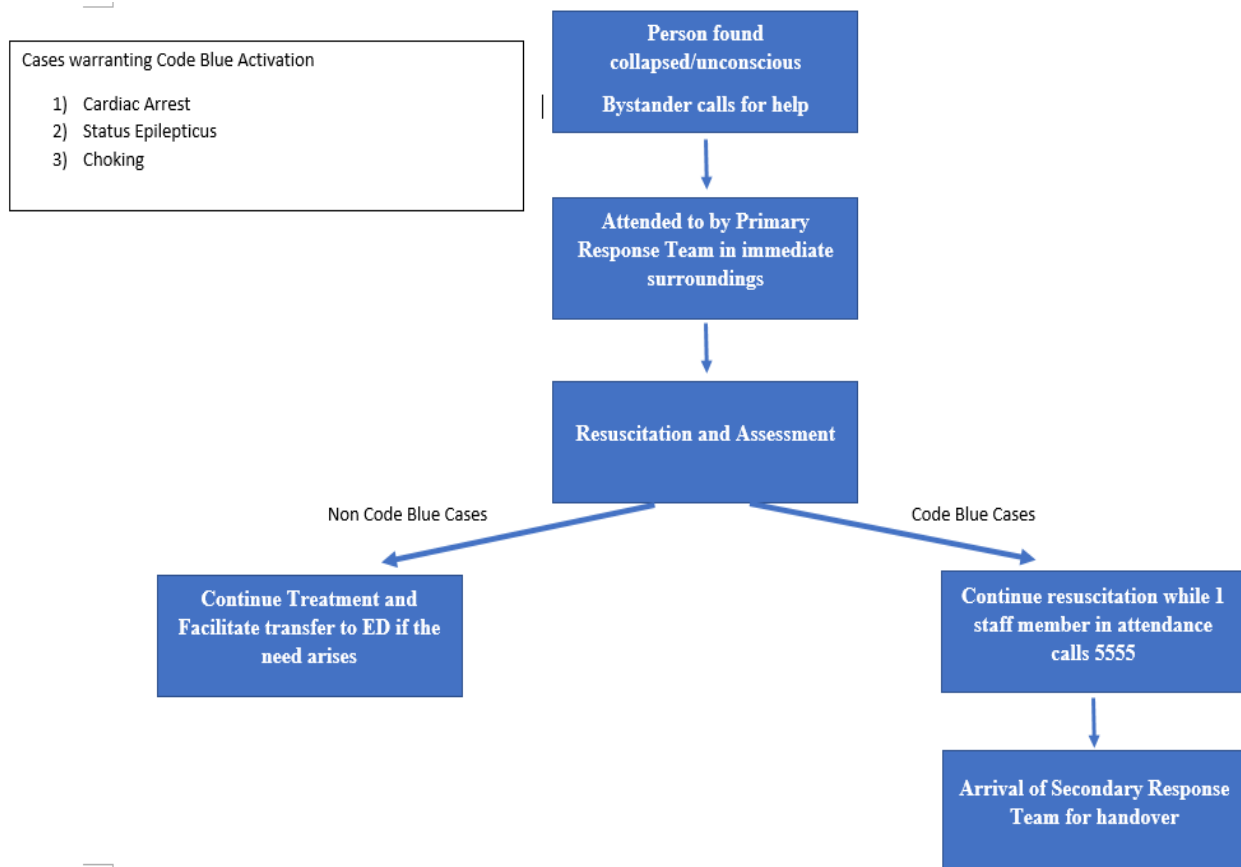 Cases warranting Code Blue Activation
1) Cardiac Arrest
2) Status Epilepticus
3) Choking
Person found
collapsed/unconscious
Bystander calls for help
Attended to by Primary
Response Team in immediate
surroundings
Resuscitation and Assessment
Non Code Blue Cases
Code Blue Cases
Continue Treatment and
Facilitate transfer to ED if the
need arises
Continue resuscitation while 1
staff member in attendance
calls 5555
Arrival of Secondary Response
Team for handover